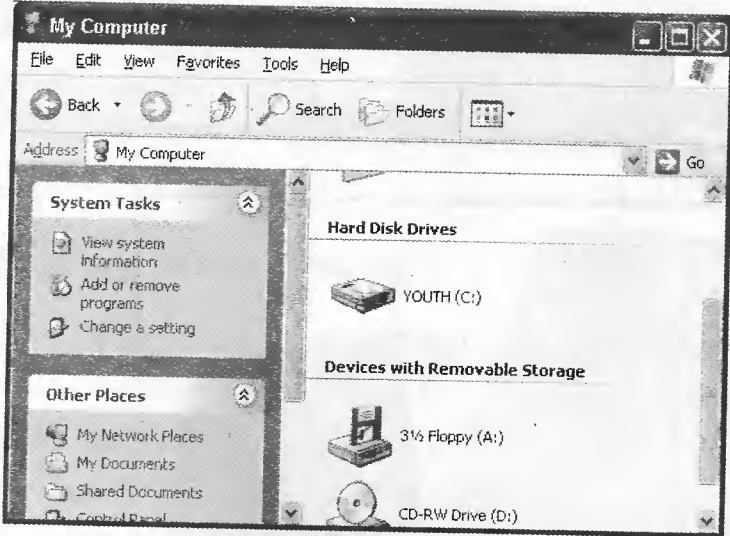 My Computer
File Edit View Favorites Tools Help
Back Search Folders
Address My Computer Go
System Tasks
View system
information
Add or remove
programs
Change a setting
Other Places
My Network Places
My Documents
Shared Documents
Control Panel
Hard Disk Drives
YOUTH (C:)
Devices with Removable Storage
3½ Floppy (A:)
CD-RW Drive (D:)